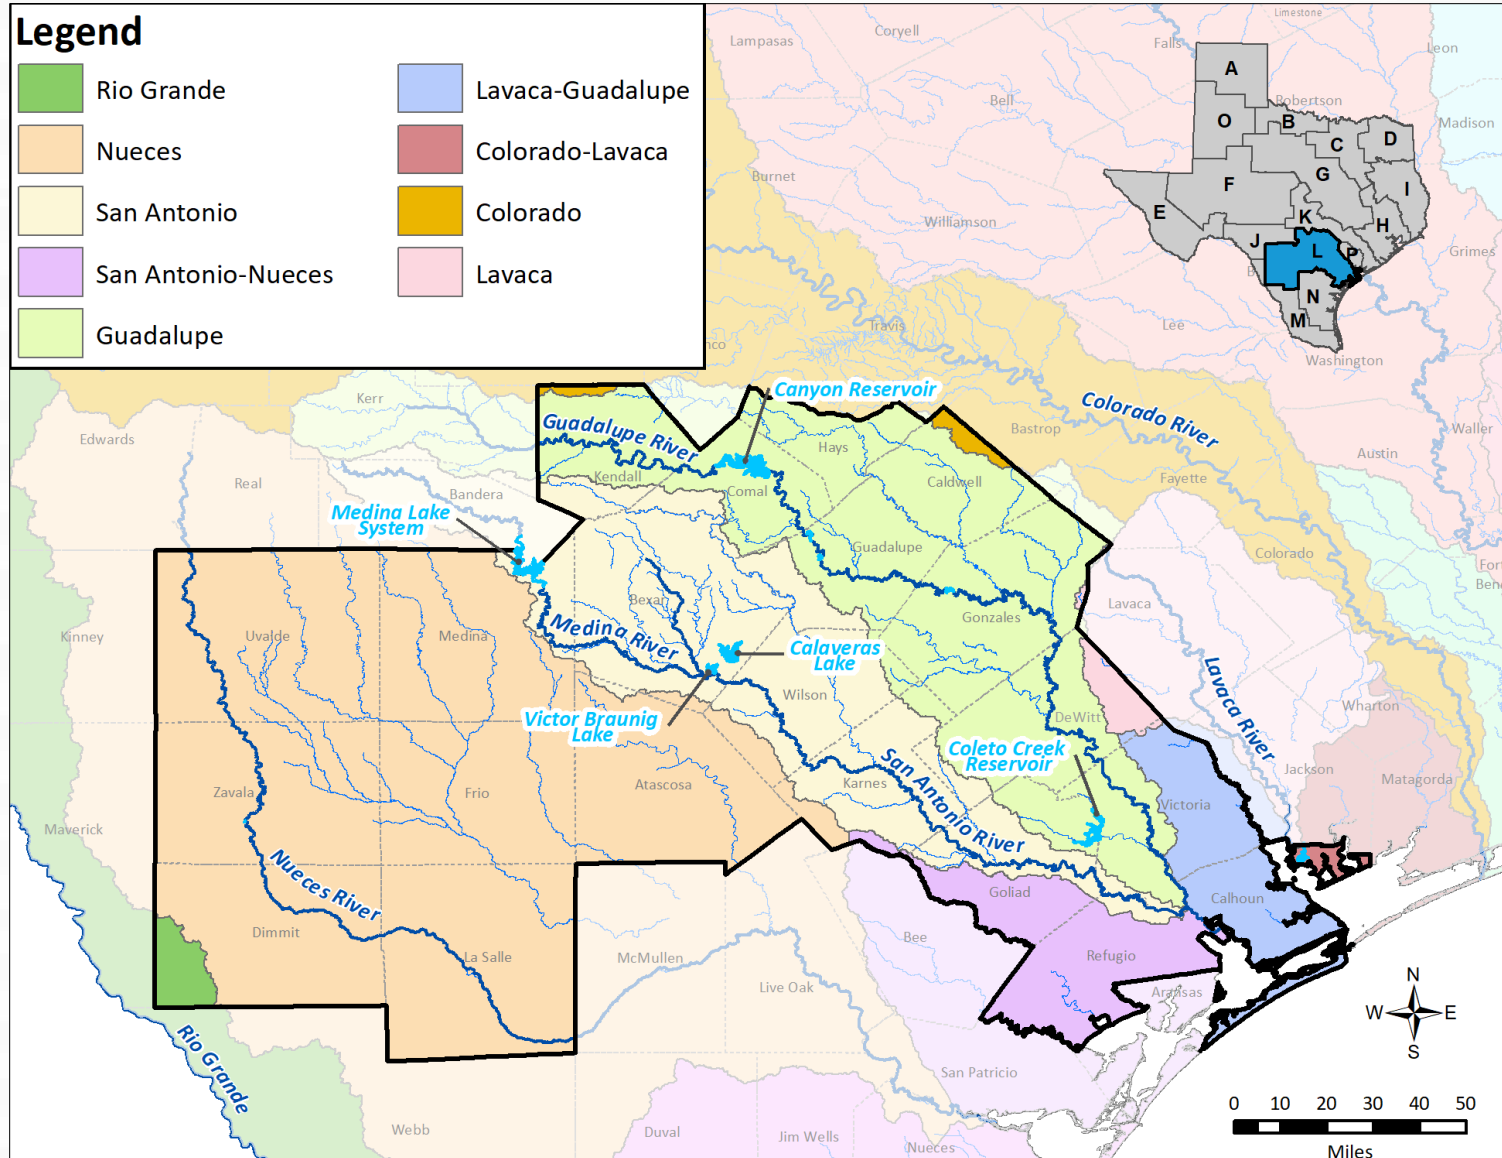 Legend
Rio Grande
Nueces
San Antonio
San Antonio-Nueces
Guadalupe
Lavaca-Guadalupe
Colorado-Lavaca
Colorado
Lavaca
Lampasas
Coryell
Falls
Limestone
Leon
Bell
Robertson
Madison
Burnet
Williamson
Grimes
Travis
Lee
Washington
nco
A
O
B
C
D
G
F
I
E
K
H
J
L
P
B
N
M
Kerr
Canyon Reservoir
Colorado River
Bastrop
Waller
Edwards
Guadalupe River
Hays
Austin
Real
Kendall
Comal
Caldwell
Fayette
Bandera
Medina Lake
System
Guadalupe
Colorado
Fort
Bend
Bexar
Gonzales
Lavaca
Kinney
Uvalde
Medina
Medina River
Calaveras
Lake
Lavaca River
Wilson
Wharton
Victor Braunig
Lake
DeWitt
Coleto Creek
Reservoir
San Antonio River
Jackson
Matagorda
Zavala
Frio
Atascosa
Karnes
Victoria
Maverick
Nueces River
Goliad
Calhoun
Dimmit
La Salle
McMullen
Bee
Refugio
Live Oak
Aransas
N
W
E
S
Rio Grande
San Patricio
Webb
Duval
Jim Wells
Nueces
0 10 20 30 40 50
Miles